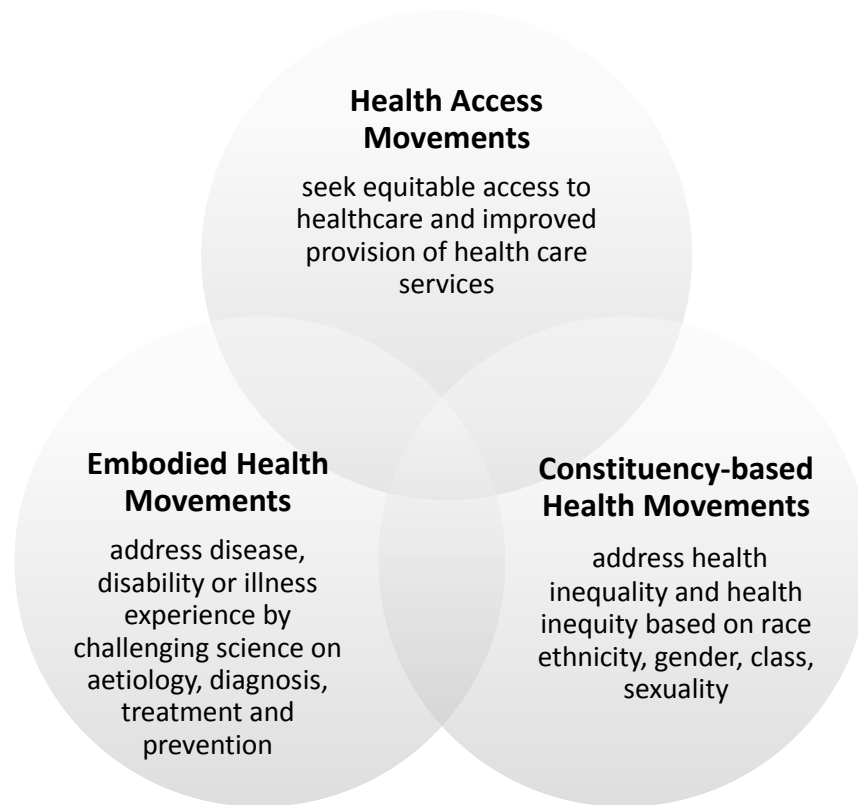 Health Access
Movements
seek equitable access to
healthcare and improved
provision of health care
services
Embodied Health
Movements
address disease,
disability or illness
experience by
challenging science on
aetiology, diagnosis,
treatment and
prevention
Constituency-based
Health Movements
address health
inequality and health
inequity based on race
ethnicity, gender, class,
sexuality